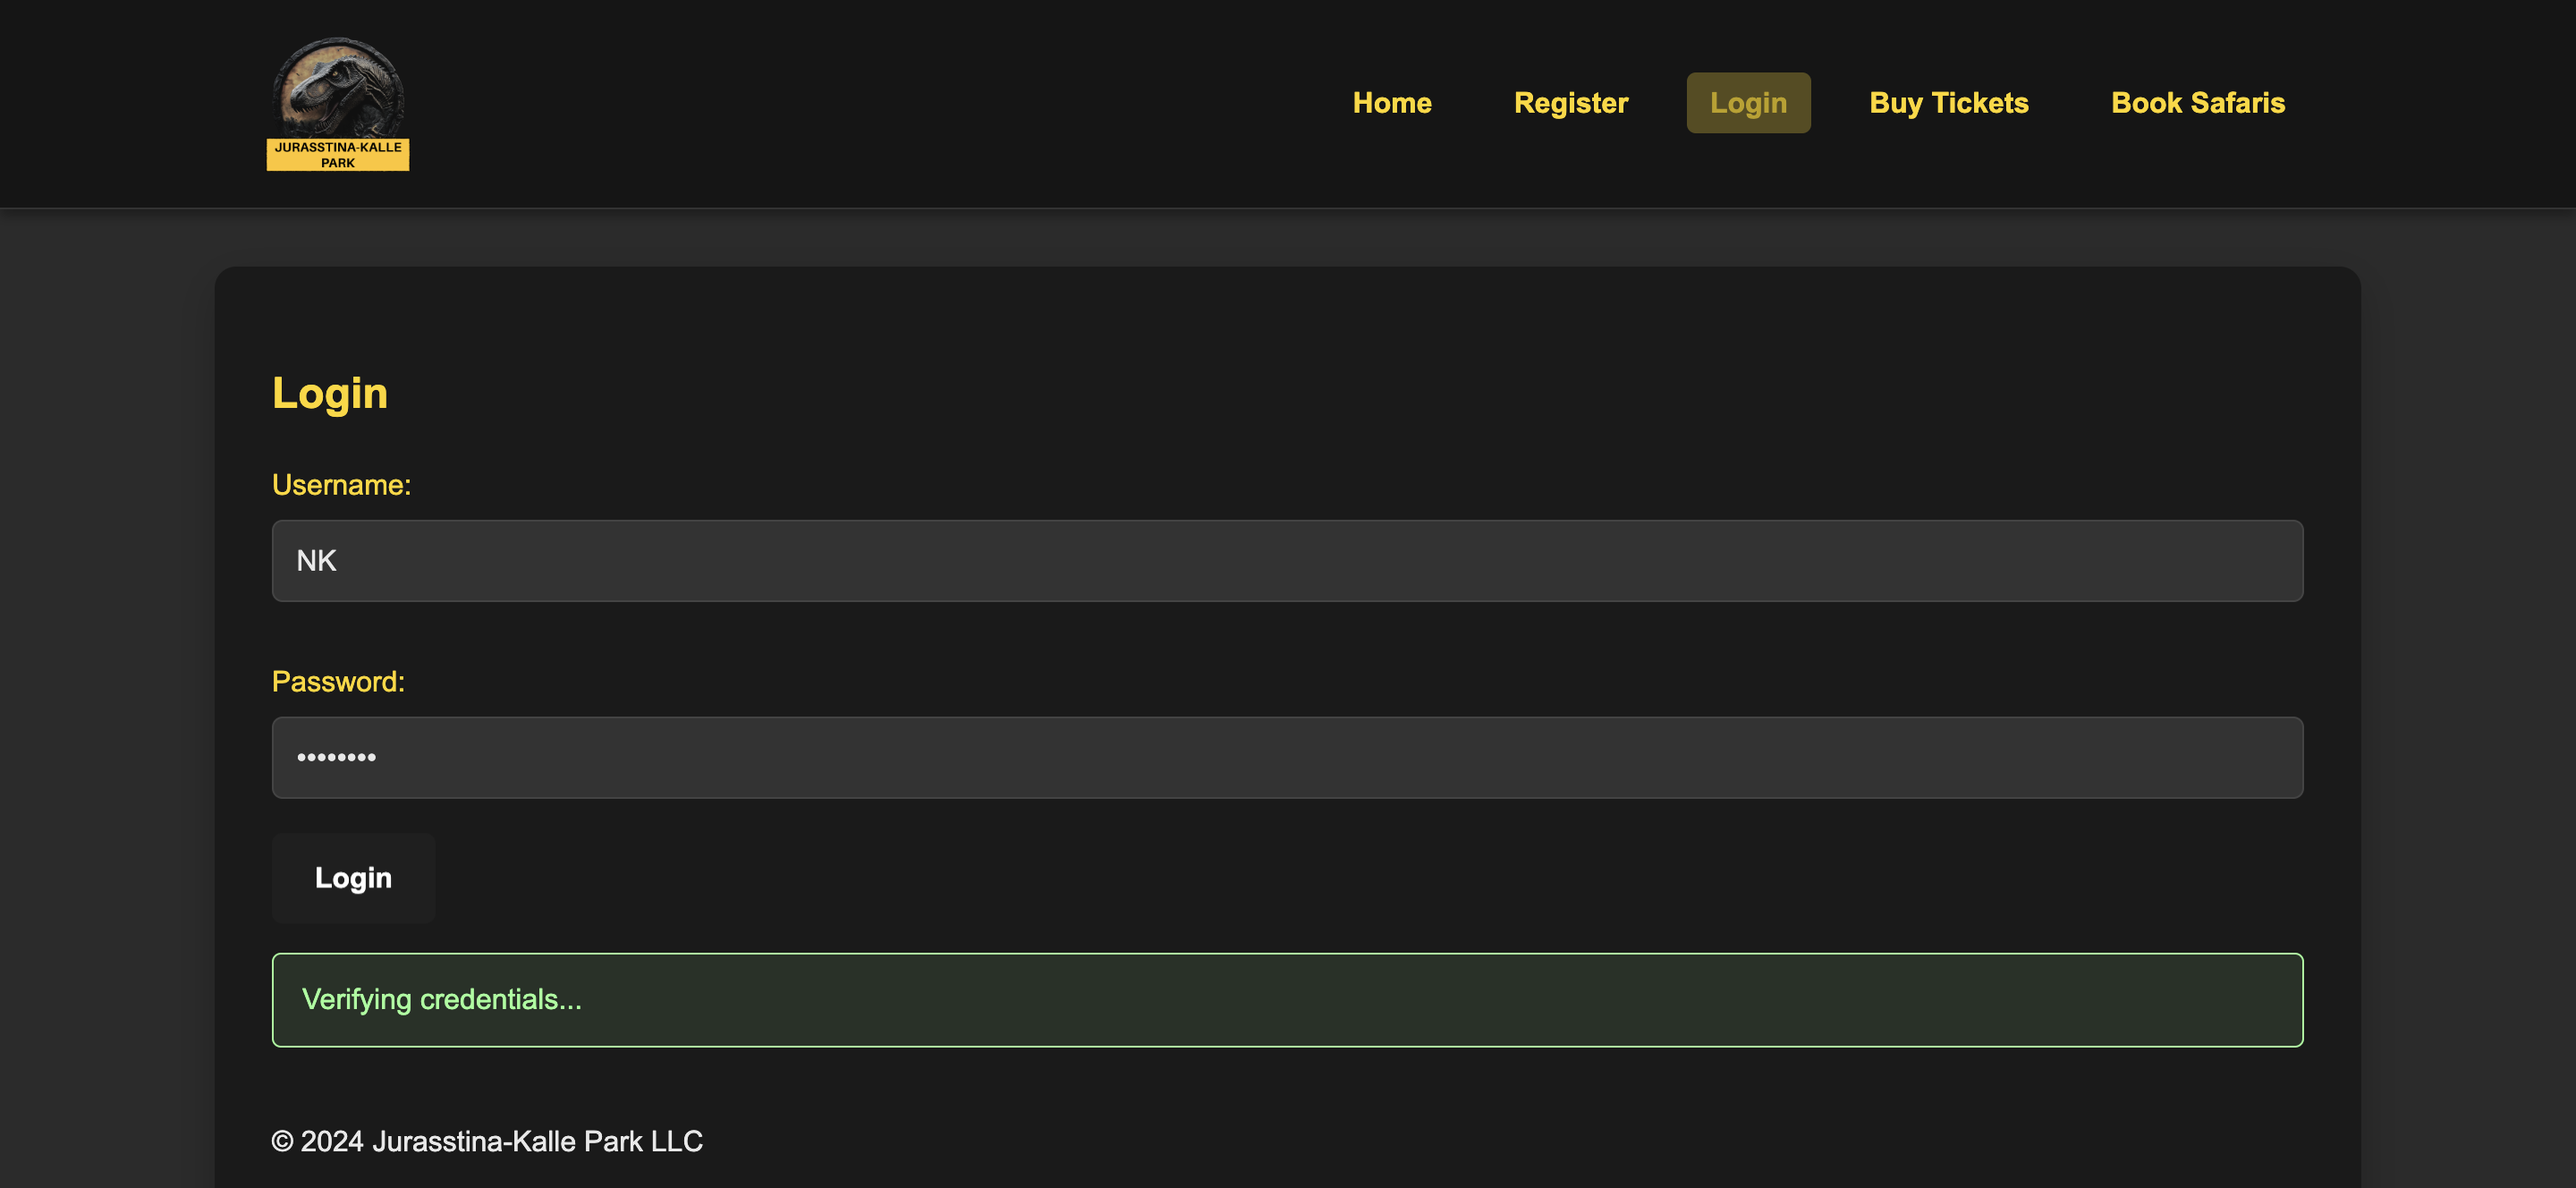 JURASSTINA-KALLE
PARK
Home Register Login Buy Tickets Book Safaris
Login
Username:
NK
Password:
••••••••
Login
Verifying credentials...
© 2024 Jurasstina-Kalle Park LLC